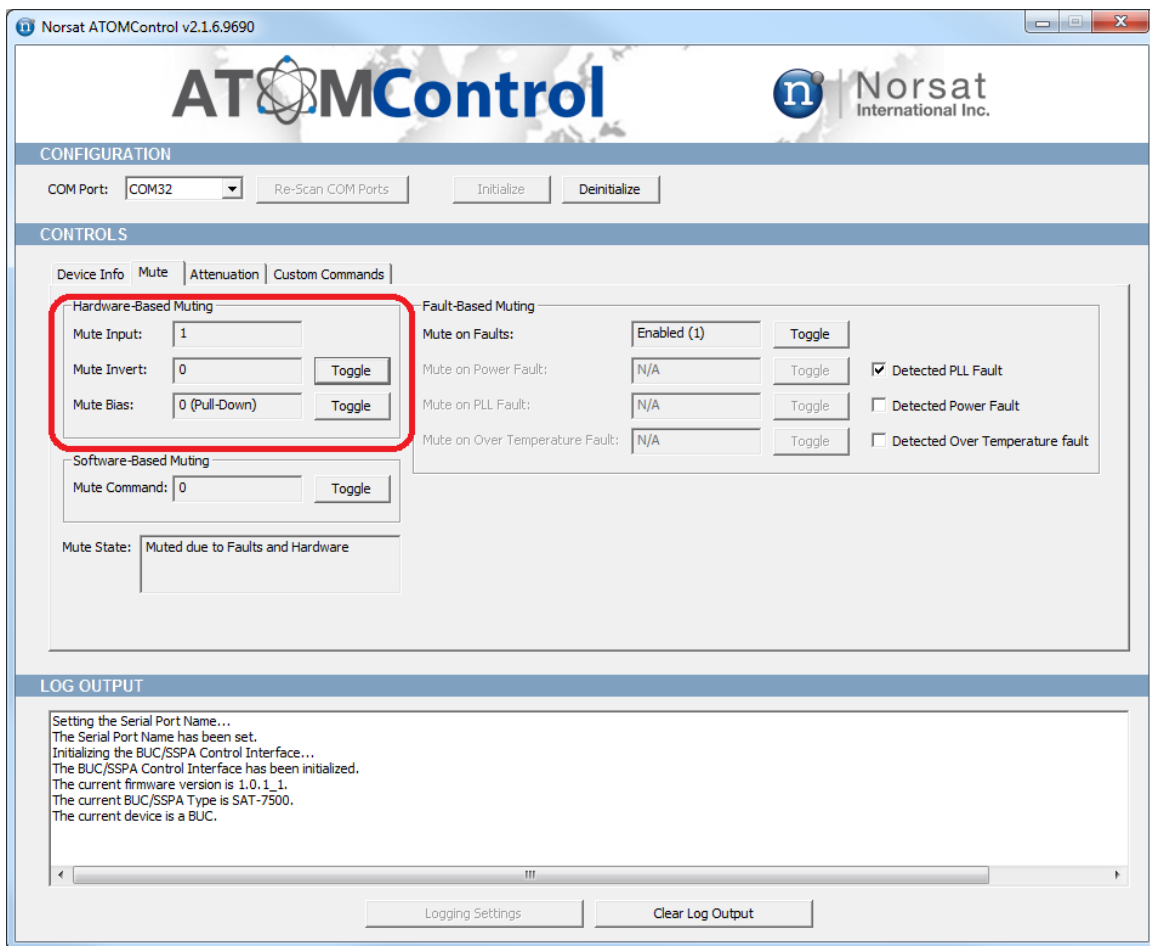 Norsat ATOMControl v2.1.6.9690
ATOMControl
n Norsat
International Inc.
CONFIGURATION
COM Port: COM32 Re-Scan COM Ports Initialize Deinitialize
CONTROLS
Device Info Mute Attenuation Custom Commands
Hardware-Based Muting
Mute Input: 1
Mute Invert: 0 Toggle
Mute Bias: 0 (Pull-Down) Toggle
Software-Based Muting
Mute Command: 0 Toggle
Mute State: Muted due to Faults and Hardware
Fault-Based Muting
Mute on Faults: Enabled (1) Toggle
Mute on Power Fault: N/A Toggle Detected PLL Fault
Mute on PLL Fault: N/A Toggle Detected Power Fault
Mute on Over Temperature Fault: N/A Toggle Detected Over Temperature fault
LOG OUTPUT
Setting the Serial Port Name...
The Serial Port Name has been set.
Initializing the BUC/SSPA Control Interface...
The BUC/SSPA Control Interface has been initialized.
The current firmware version is 1.0.1_1.
The current BUC/SSPA Type is SAT-7500.
The current device is a BUC.
Logging Settings Clear Log Output